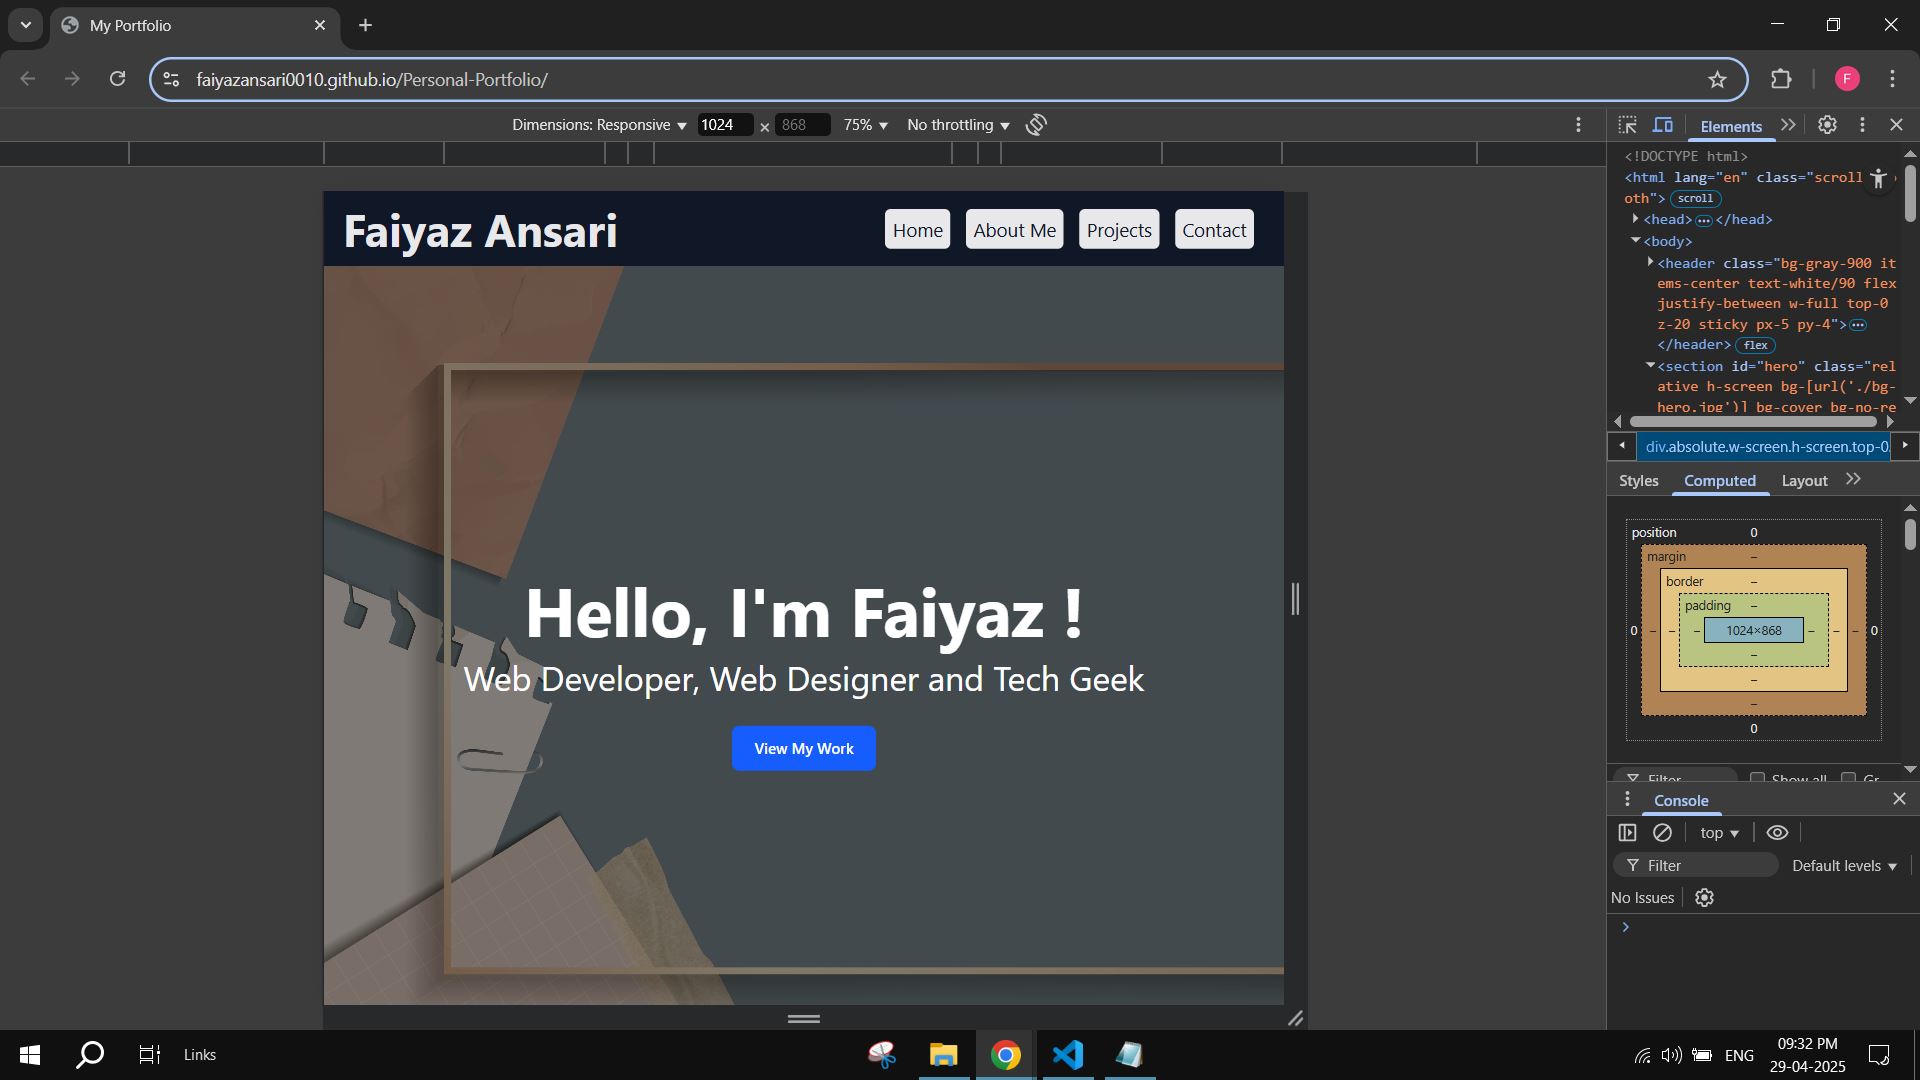 My Portfolio
faiyazansari0010.github.io/Personal-Portfolio/
F
Dimensions: Responsive 1024 × 868 75% No throttling
Elements
<!DOCTYPE html>
<html lang="en" class="scroll
oth"> scroll
<head> ••• </head>
<body>
<header class="bg-gray-900 it
ems-center text-white/90 flex
justify-between w-full top-0
z-20 sticky px-5 py-4"> •••
</header> flex
<section id="hero" class="rel
ative h-screen bg-[url('./bg-
hero.jpg')] bg-cover bg-no-re
div.absolute.w-screen.h-screen.top-0
Styles Computed Layout
position 0
margin –
border –
padding –
0 – – – 1024×868 – – – 0
–
–
–
0
Filter Show all Gr
Console
top
Filter Default levels
No Issues
Faiyaz Ansari
Home About Me Projects Contact
Hello, I'm Faiyaz !
Web Developer, Web Designer and Tech Geek
View My Work
Links
ENG
09:32 PM
29-04-2025